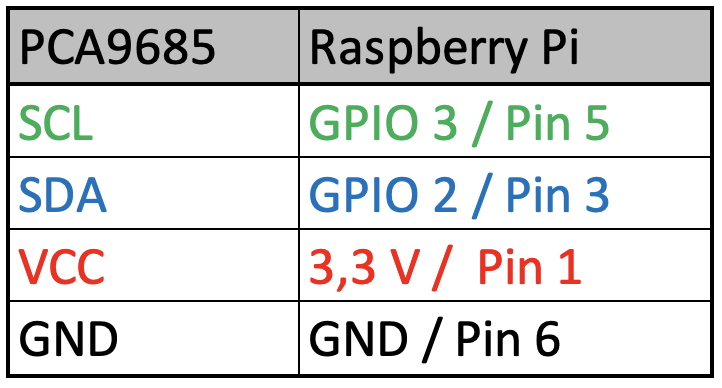 PCA9685 Raspberry Pi
SCL GPIO 3 / Pin 5
SDA GPIO 2 / Pin 3
VCC 3,3 V /  Pin 1
GND GND / Pin 6